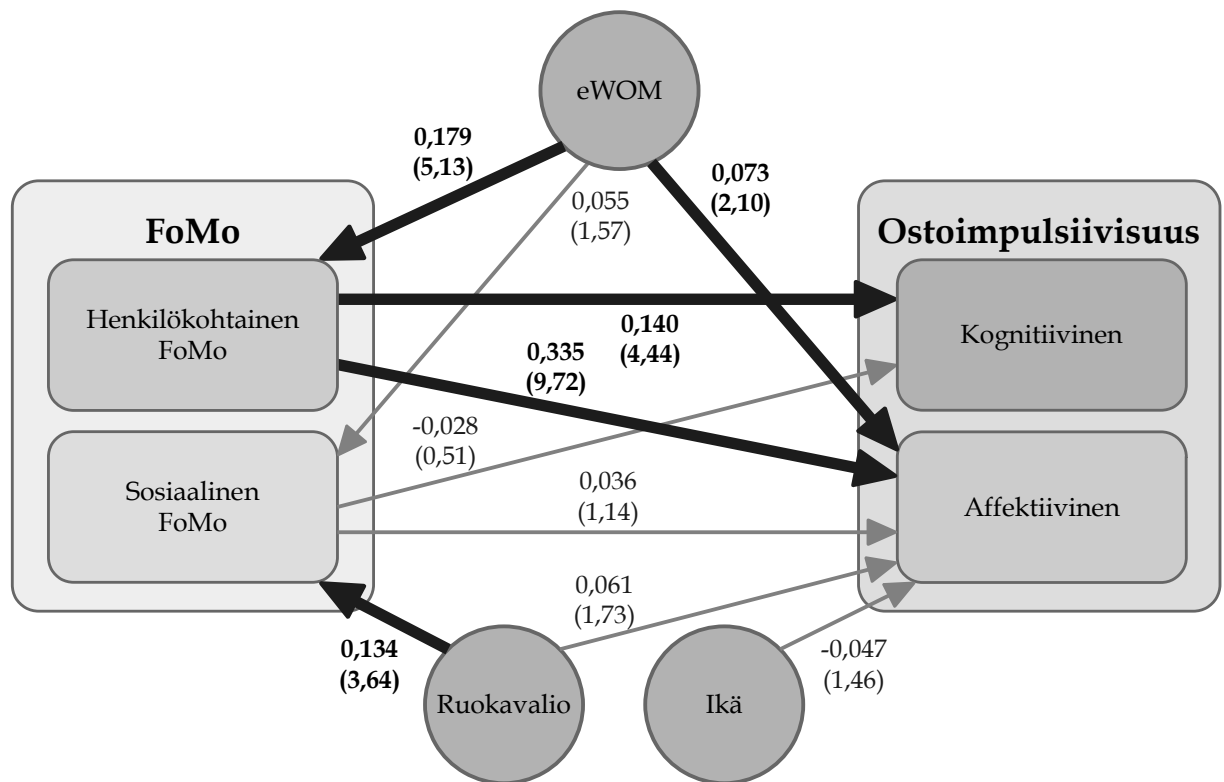 eWOM
0,179
(5,13)
0,073
(2,10)
0,055
(1,57)
FoMo
Ostoimpulsiivisuus
Henkilökohtainen
FoMo
Kognitiivinen
0,140
(4,44)
0,335
(9,72)
-0,028
(0,51)
Sosiaalinen
FoMo
0,036
(1,14)
Affektiivinen
0,061
(1,73)
0,134
(3,64)
-0,047
(1,46)
Ruokavalio
Ikä